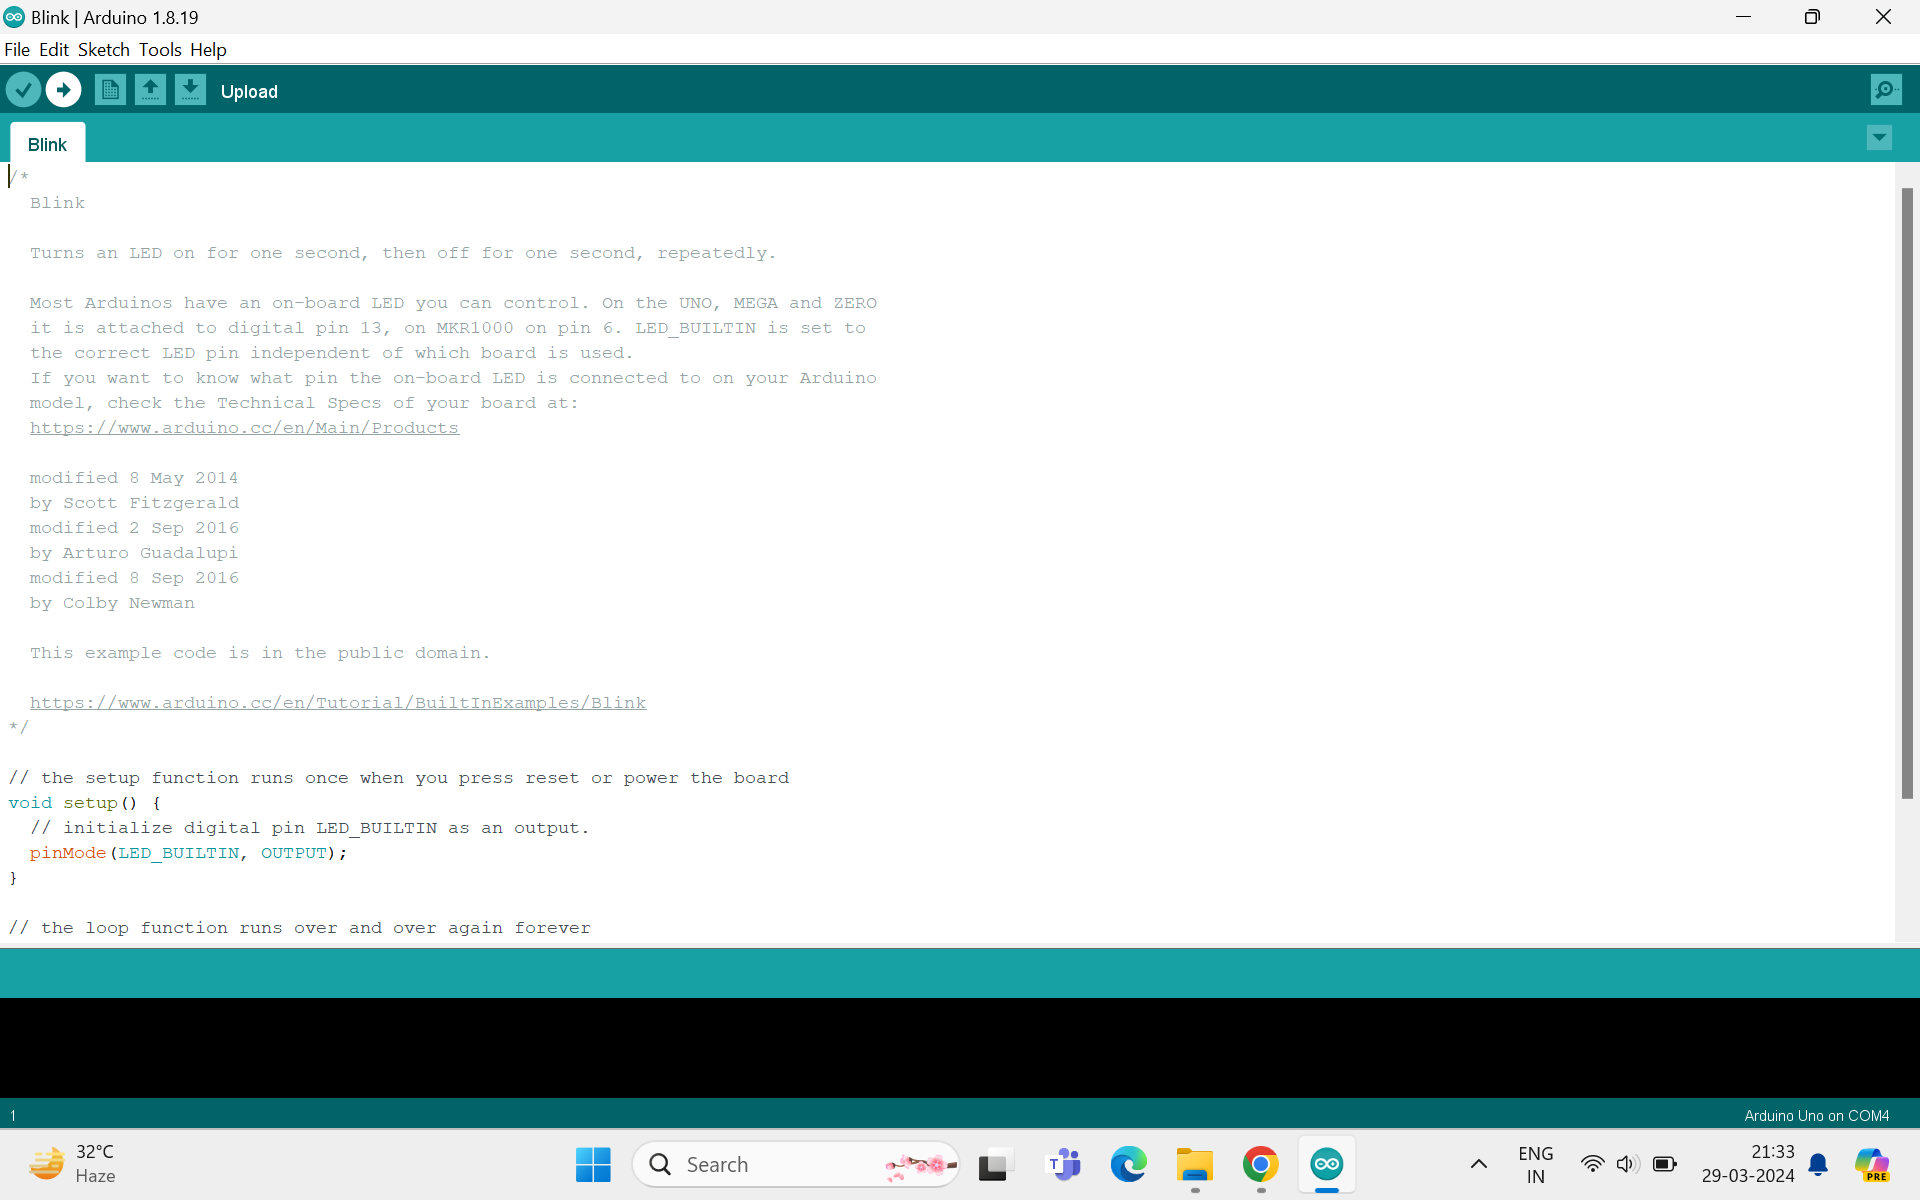 Blink | Arduino 1.8.19
File Edit Sketch Tools Help
Upload
Blink
/*
Blink
Turns an LED on for one second, then off for one second, repeatedly.
Most Arduinos have an on-board LED you can control. On the UNO, MEGA and ZERO
it is attached to digital pin 13, on MKR1000 on pin 6. LED_BUILTIN is set to
the correct LED pin independent of which board is used.
If you want to know what pin the on-board LED is connected to on your Arduino
model, check the Technical Specs of your board at:
https://www.arduino.cc/en/Main/Products
modified 8 May 2014
by Scott Fitzgerald
modified 2 Sep 2016
by Arturo Guadalupi
modified 8 Sep 2016
by Colby Newman
This example code is in the public domain.
https://www.arduino.cc/en/Tutorial/BuiltInExamples/Blink
*/
// the setup function runs once when you press reset or power the board
void setup() {
// initialize digital pin LED_BUILTIN as an output.
pinMode(LED_BUILTIN, OUTPUT);
}
// the loop function runs over and over again forever
1
Arduino Uno on COM4
32°C
Haze
Search
ENG
IN
21:33
29-03-2024
PRE